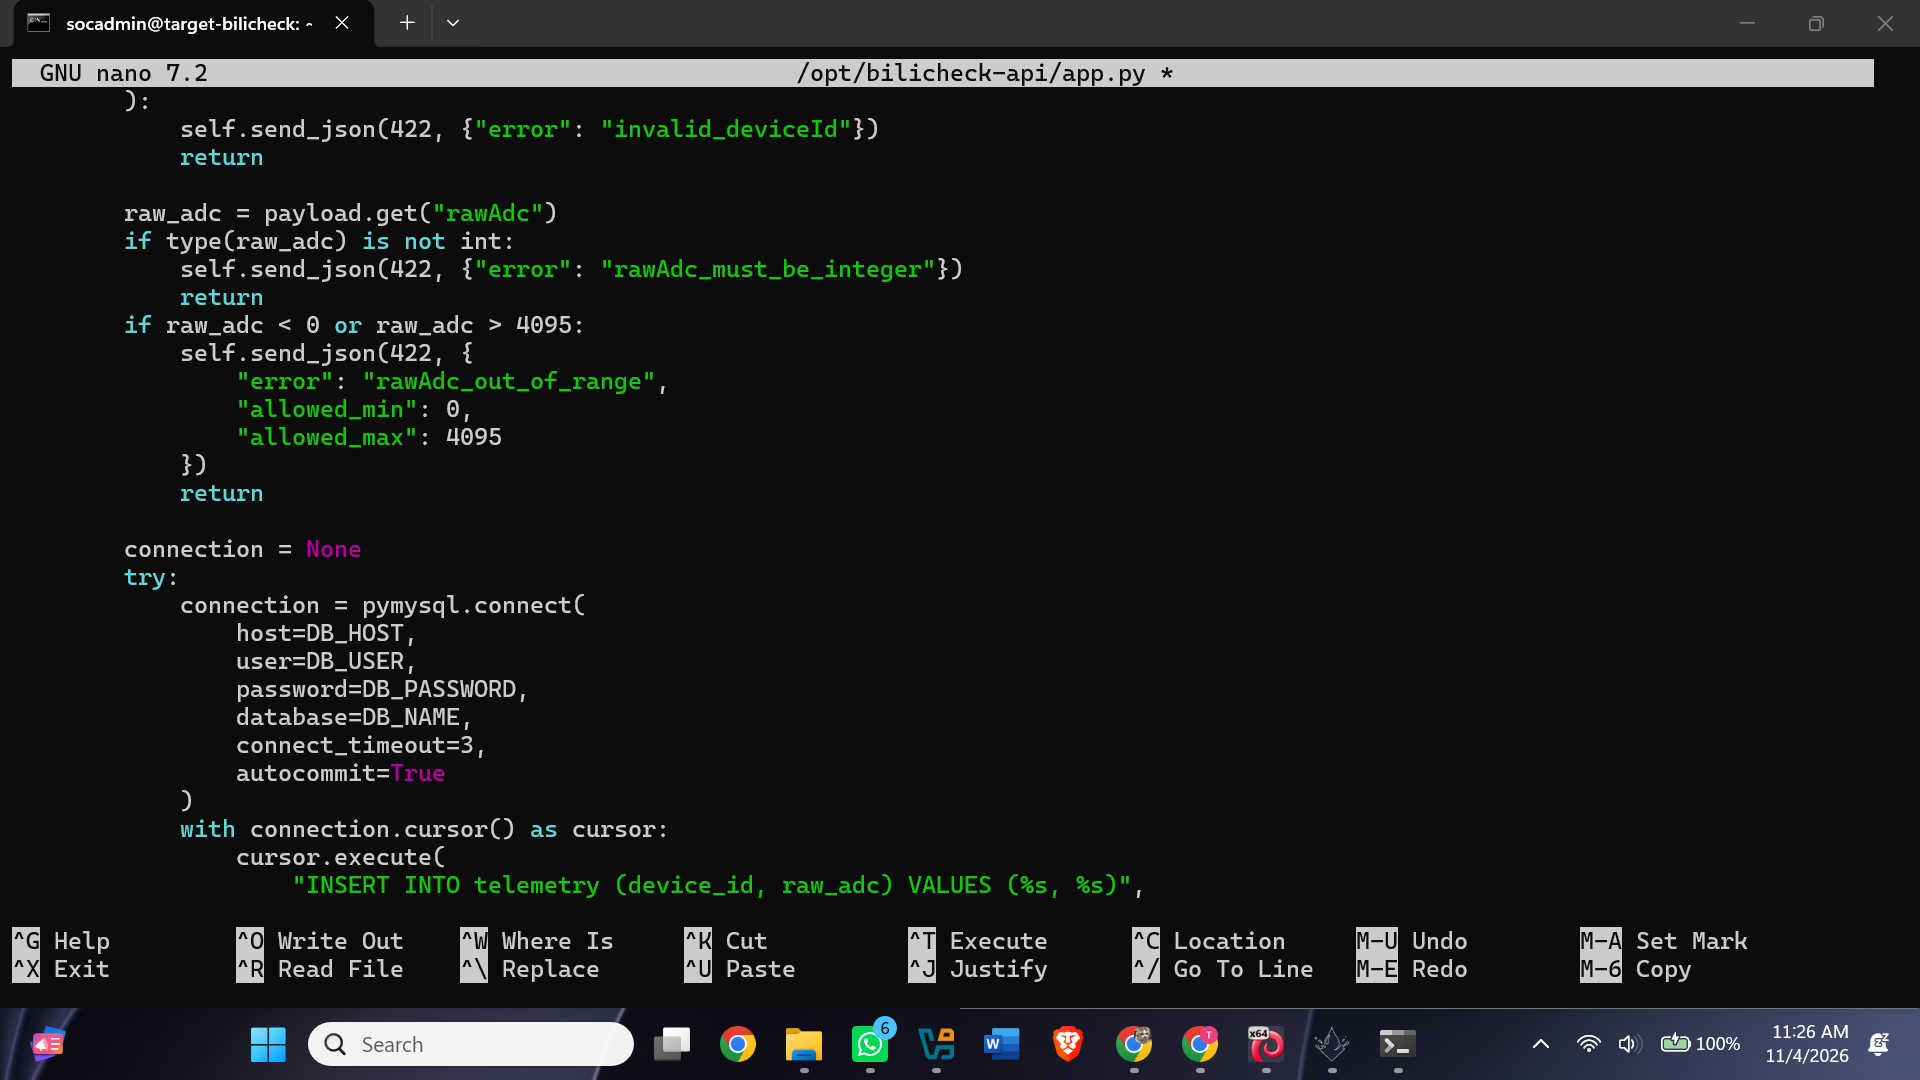 socadmin@target-bilicheck: ~
GNU nano 7.2 /opt/bilicheck-api/app.py *
):
self.send_json(422, {"error": "invalid_deviceId"})
return
raw_adc = payload.get("rawAdc")
if type(raw_adc) is not int:
self.send_json(422, {"error": "rawAdc_must_be_integer"})
return
if raw_adc < 0 or raw_adc > 4095:
self.send_json(422, {
"error": "rawAdc_out_of_range",
"allowed_min": 0,
"allowed_max": 4095
})
return
connection = None
try:
connection = pymysql.connect(
host=DB_HOST,
user=DB_USER,
password=DB_PASSWORD,
database=DB_NAME,
connect_timeout=3,
autocommit=True
)
with connection.cursor() as cursor:
cursor.execute(
"INSERT INTO telemetry (device_id, raw_adc) VALUES (%s, %s)",
^G Help ^O Write Out ^W Where Is ^K Cut ^T Execute ^C Location M-U Undo M-A Set Mark
^X Exit ^R Read File ^\ Replace ^U Paste ^J Justify ^/ Go To Line M-E Redo M-6 Copy
Search
6
W
T
x64
100%
11:26 AM
11/4/2026